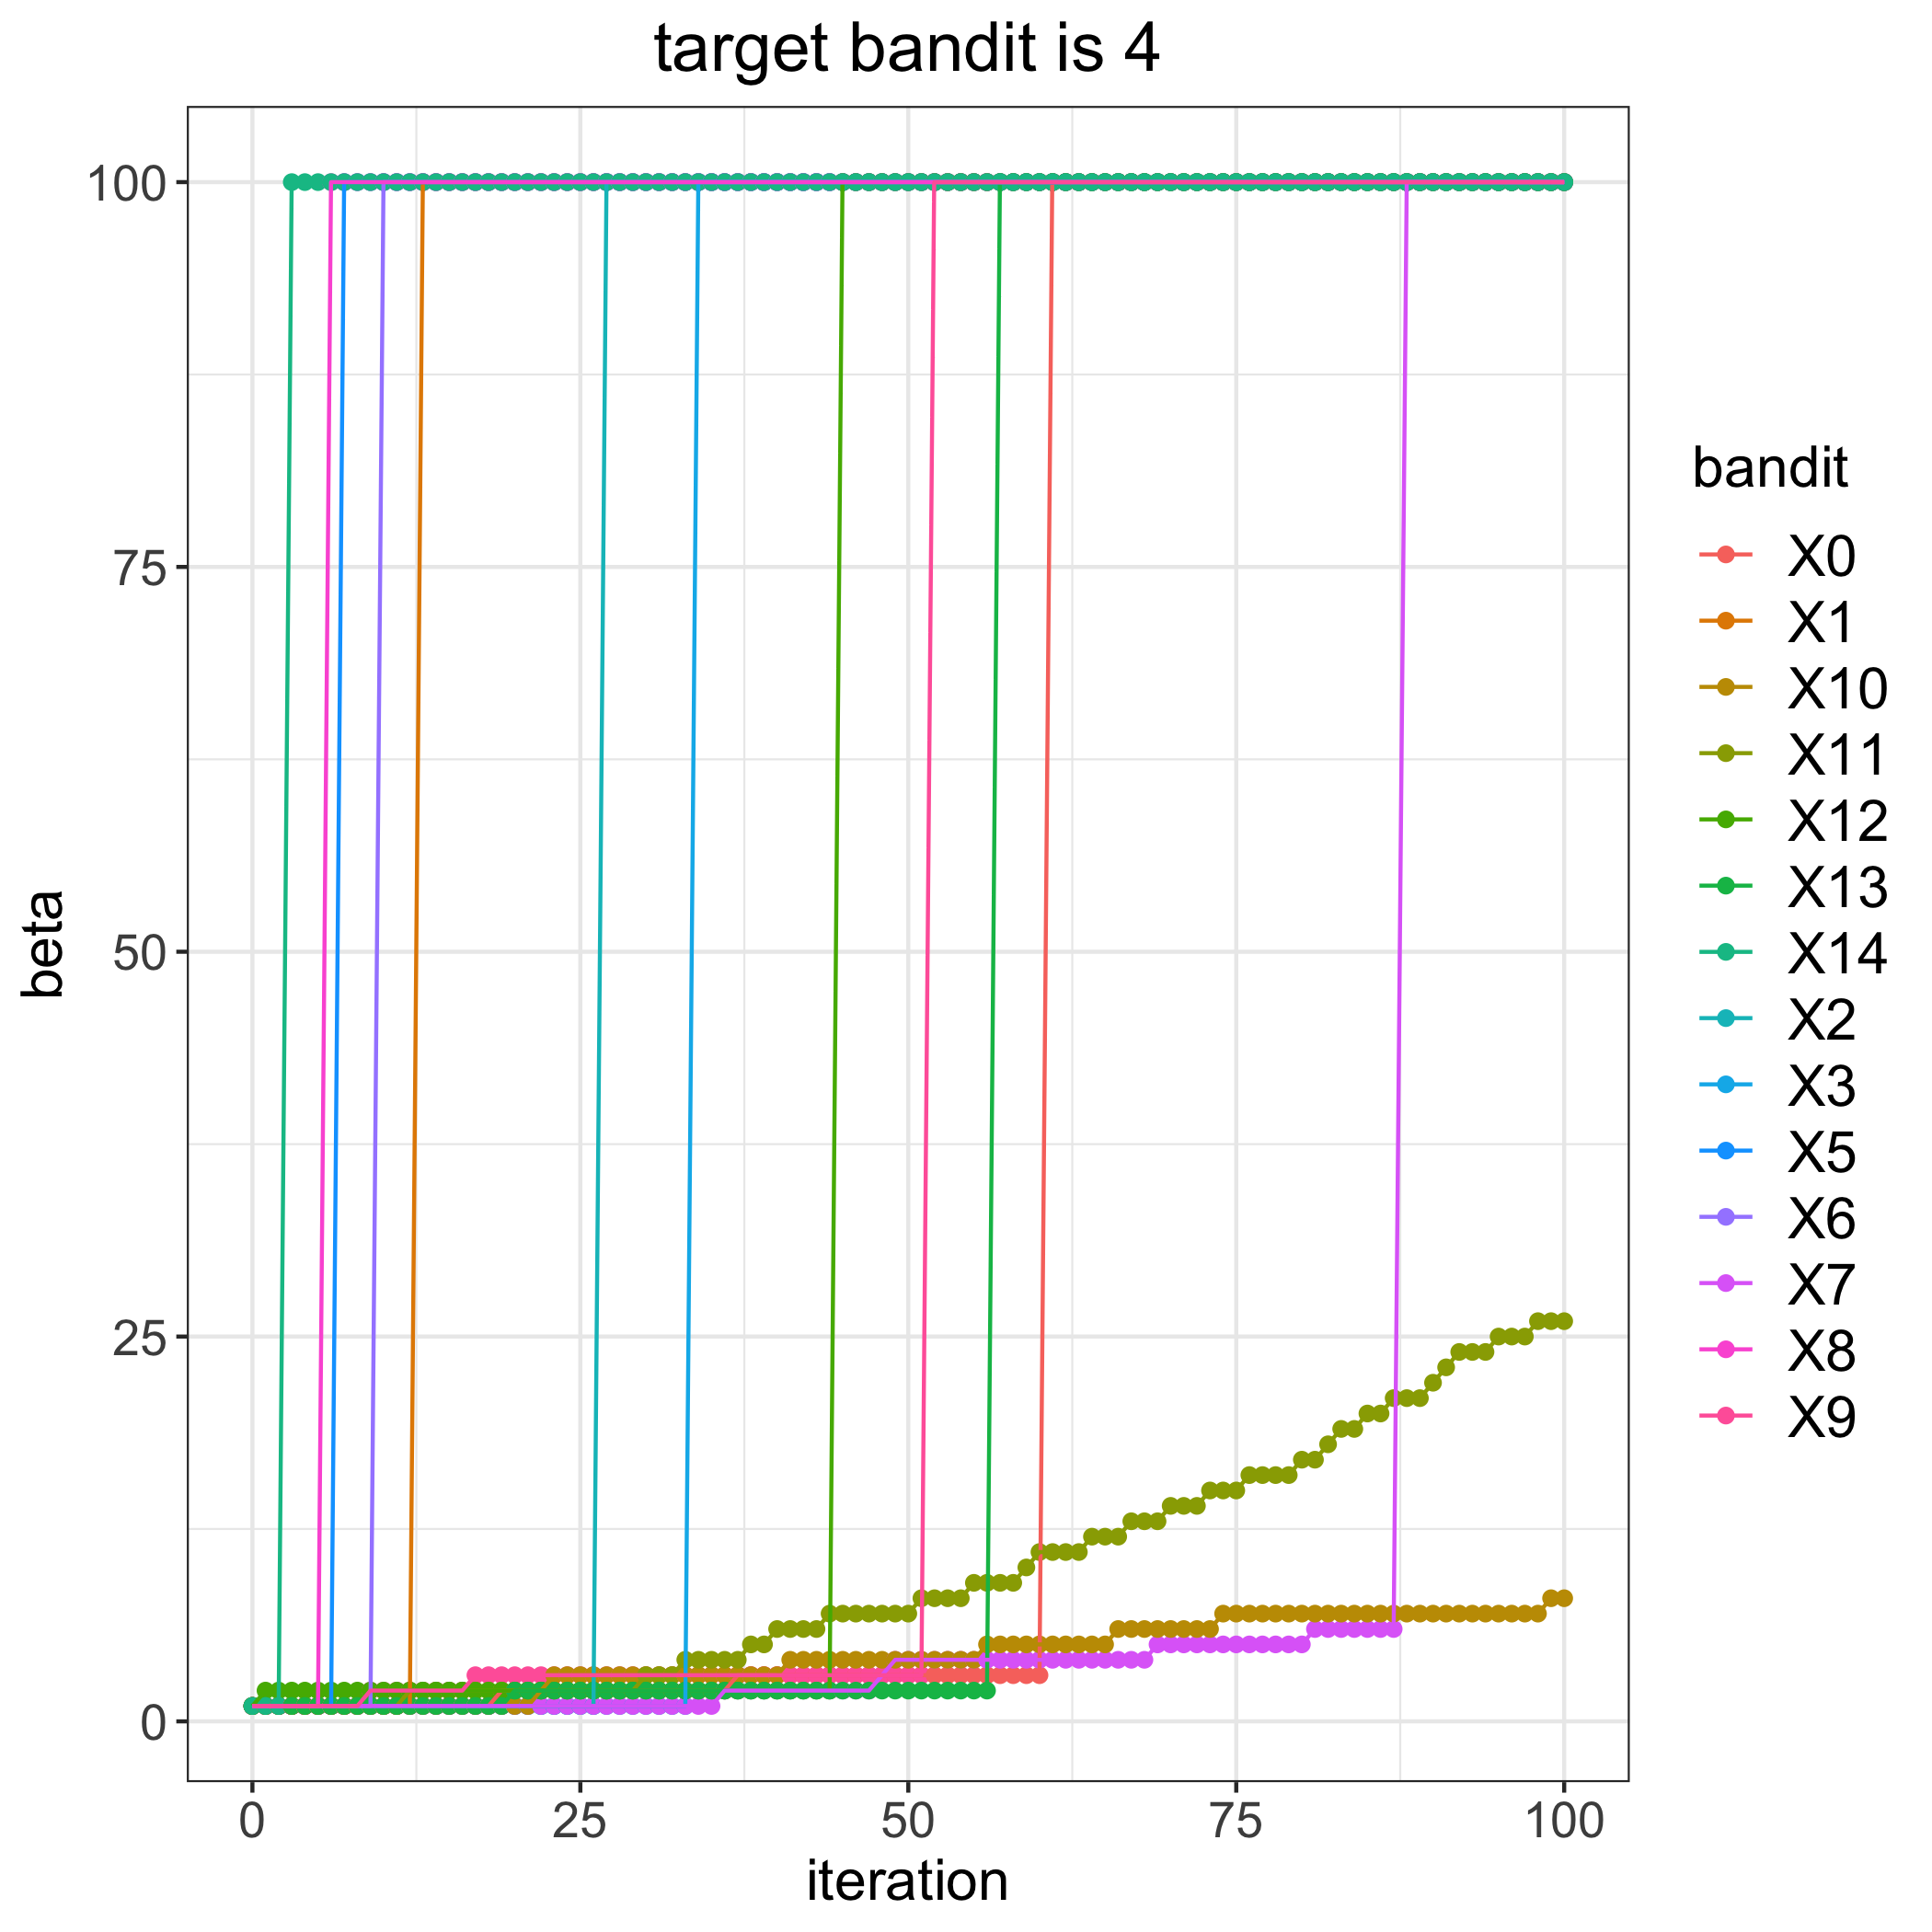 target bandit is 4
100
75
50
25
0
beta
0 25 50 75 100
iteration
bandit
X0
X1
X10
X11
X12
X13
X14
X2
X3
X5
X6
X7
X8
X9